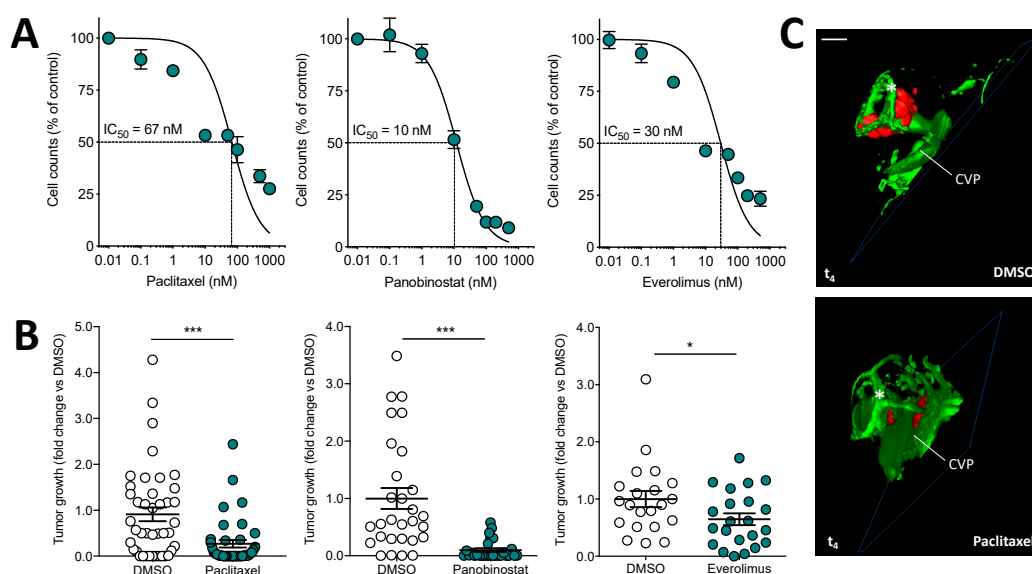 A
Cell counts (% of control)
100
75
50
25
0
IC50 = 67 nM
0.01 0.1 1 10 100 1000
Paclitaxel (nM)
Cell counts (% of control)
100
75
50
25
0
IC50 = 10 nM
0.01 0.1 1 10 100 1000
Panobinostat (nM)
Cell counts (% of control)
100
75
50
25
0
IC50 = 30 nM
0.01 0.1 1 10 100 1000
Everolimus (nM)
B
Tumor growth (fold change vs DMSO)
5.0
4.0
3.0
2.0
1.0
0.0
***
DMSO Paclitaxel
Tumor growth (fold change vs DMSO)
4.0
3.0
2.0
1.0
0.0
***
DMSO Panobinostat
Tumor growth (fold change vs DMSO)
4.0
3.0
2.0
1.0
0.0
*
DMSO Everolimus
C
*
CVP
t4 DMSO
*
CVP
t4 Paclitaxel